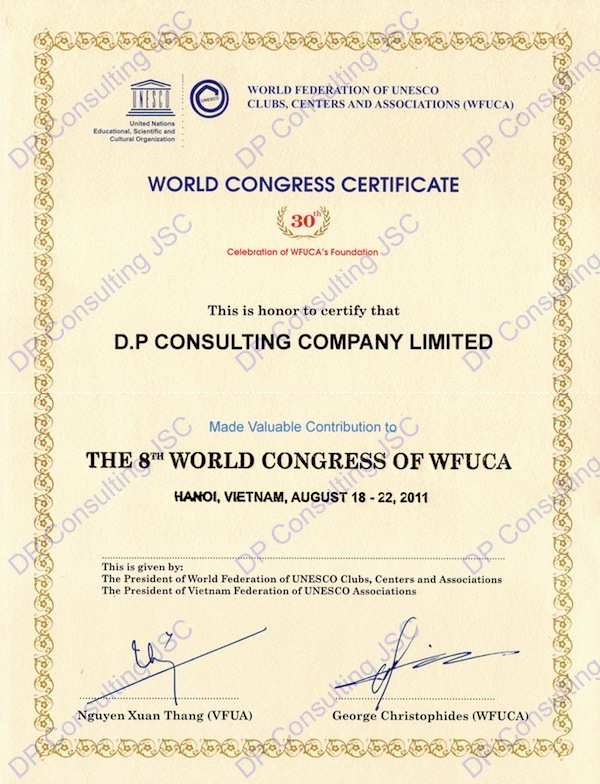 UNESCO
United Nations
Educational, Scientific and
Cultural Organization
UNESCO
WORLD FEDERATION OF UNESCO
CLUBS, CENTERS AND ASSOCIATIONS (WFUCA)
WORLD CONGRESS CERTIFICATE
30th
Celebration of WFUCA's Foundation
This is honor to certify that
D.P CONSULTING COMPANY LIMITED
Made Valuable Contribution to
THE 8TH WORLD CONGRESS OF WFUCA
HANOI, VIETNAM, AUGUST 18 - 22, 2011
This is given by:
The President of World Federation of UNESCO Clubs, Centers and Associations
The President of Vietnam Federation of UNESCO Associations
Nguyen Xuan Thang (VFUA)
George Christophides (WFUCA)
DP Consulting JSC
DP Consulting JSC
DP Consulting JSC
DP Consulting JSC
DP Consulting JSC
DP Consulting JSC
DP Consulting JSC
DP Consulting JSC
DP Consulting JSC
DP Consulting JSC
DP Consulting JSC
DP Consulting JSC